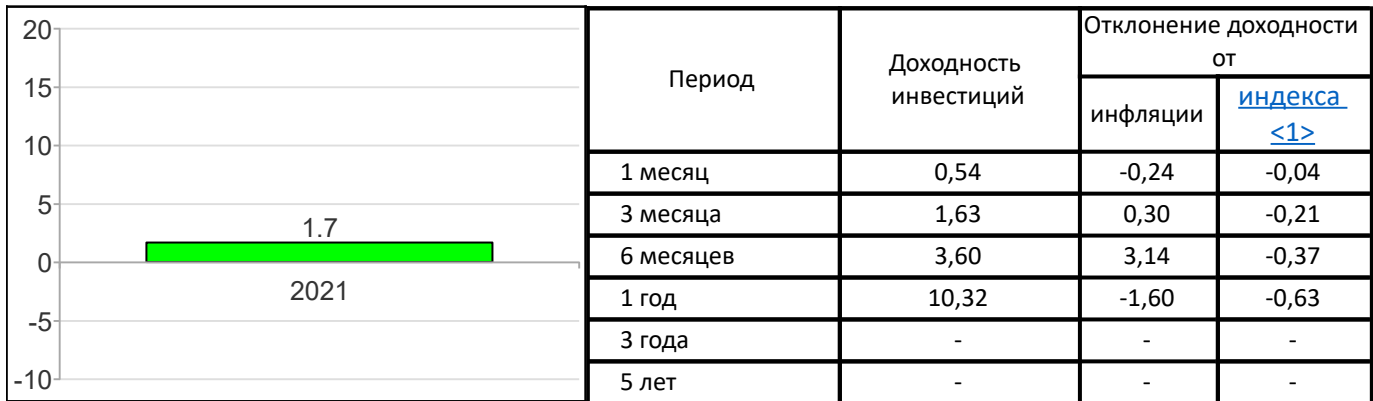 20
15
10
5
0
-5
-10
1.7
2021
Период
Доходность
инвестиций
Отклонение доходности
от
инфляции
индекса
<1>
1 месяц 0,54 -0,24 -0,04
3 месяца 1,63 0,30 -0,21
6 месяцев 3,60 3,14 -0,37
1 год 10,32 -1,60 -0,63
3 года - - -
5 лет - - -